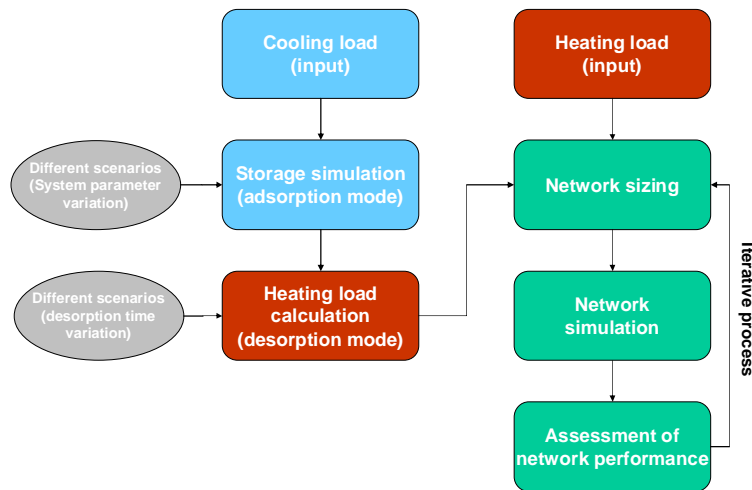 Cooling load
(input)
Heating load
(input)
Different scenarios
(System parameter
variation)
Storage simulation
(adsorption mode)
Network sizing
Different scenarios
(desorption time
variation)
Heating load
calculation
(desorption mode)
Network
simulation
Iterative process
Assessment of
network performance